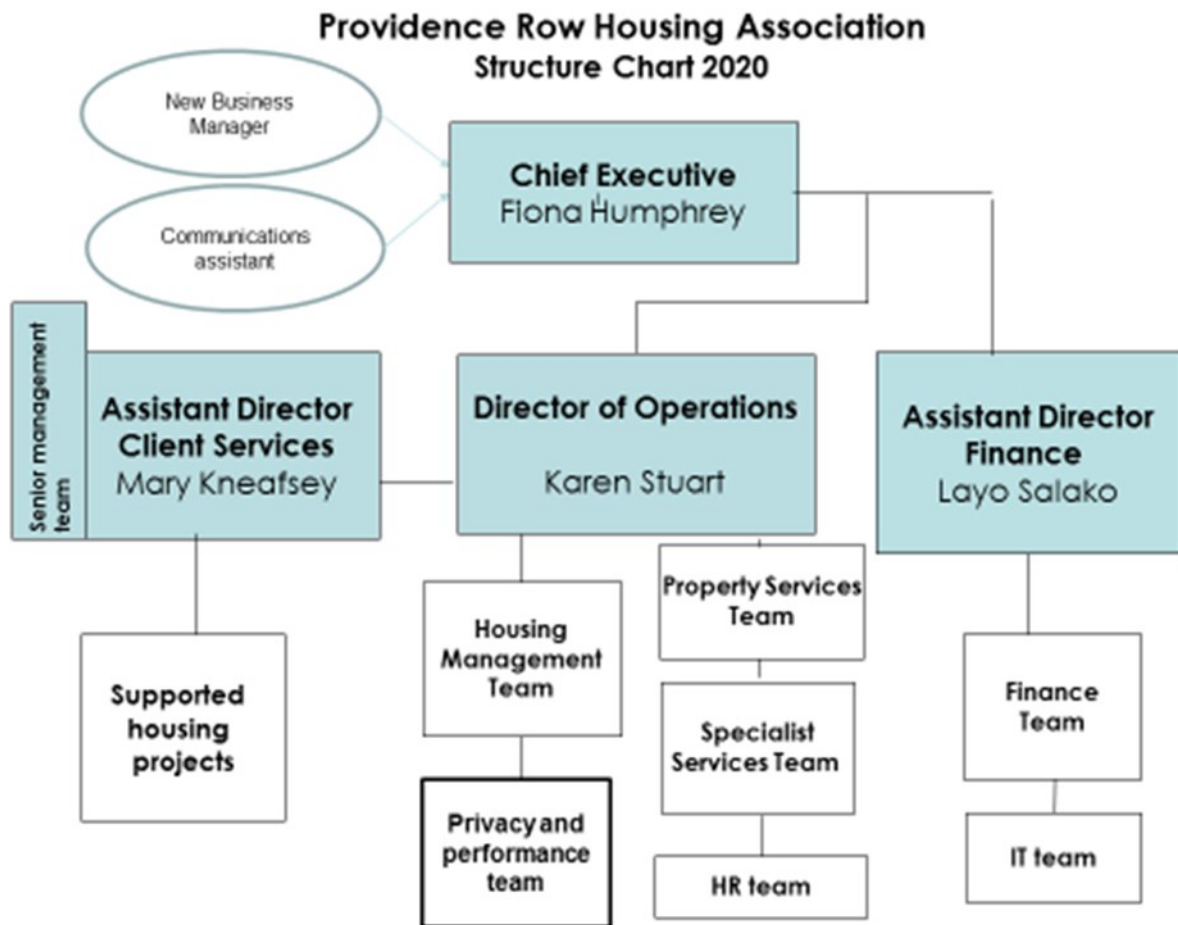 Providence Row Housing Association
Structure Chart 2020
New Business
Manager
Communications
assistant
Chief Executive
Fiona Humphrey
Senior management
team
Assistant Director
Client Services
Mary Kneafsey
Director of Operations
Karen Stuart
Assistant Director
Finance
Layo Salako
Supported
housing
projects
Housing
Management
Team
Privacy and
performance
team
Property Services
Team
Specialist
Services Team
HR team
Finance
Team
IT team